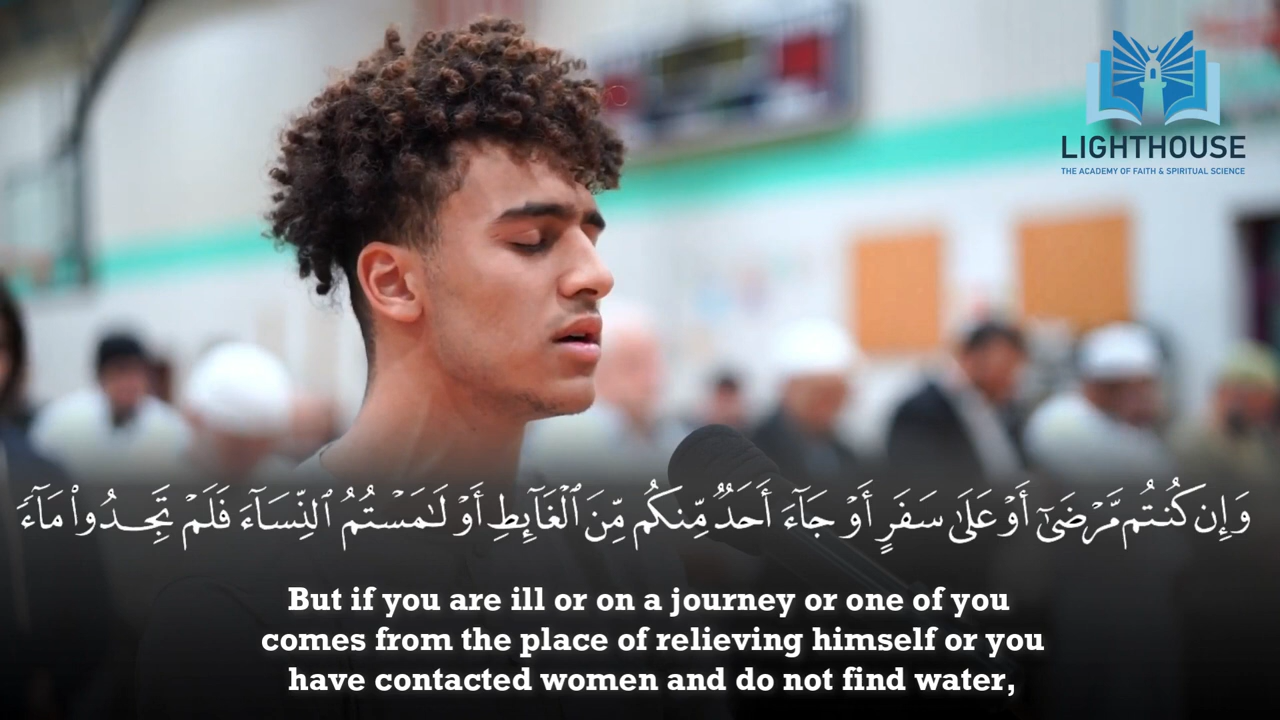 LIGHTHOUSE
THE ACADEMY OF FAITH & SPIRITUAL SCIENCE
وَإِن كُنتُم مَّرْضَىٰٓ أَوْ عَلَىٰ سَفَرٍ أَوْ جَآءَ أَحَدٌ مِّنكُم مِّنَ ٱلْغَآئِطِ أَوْ لَـٰمَسْتُمُ ٱلنِّسَآءَ فَلَمْ تَجِدُوا۟ مَآءً
But if you are ill or on a journey or one of you
comes from the place of relieving himself or you
have contacted women and do not find water,